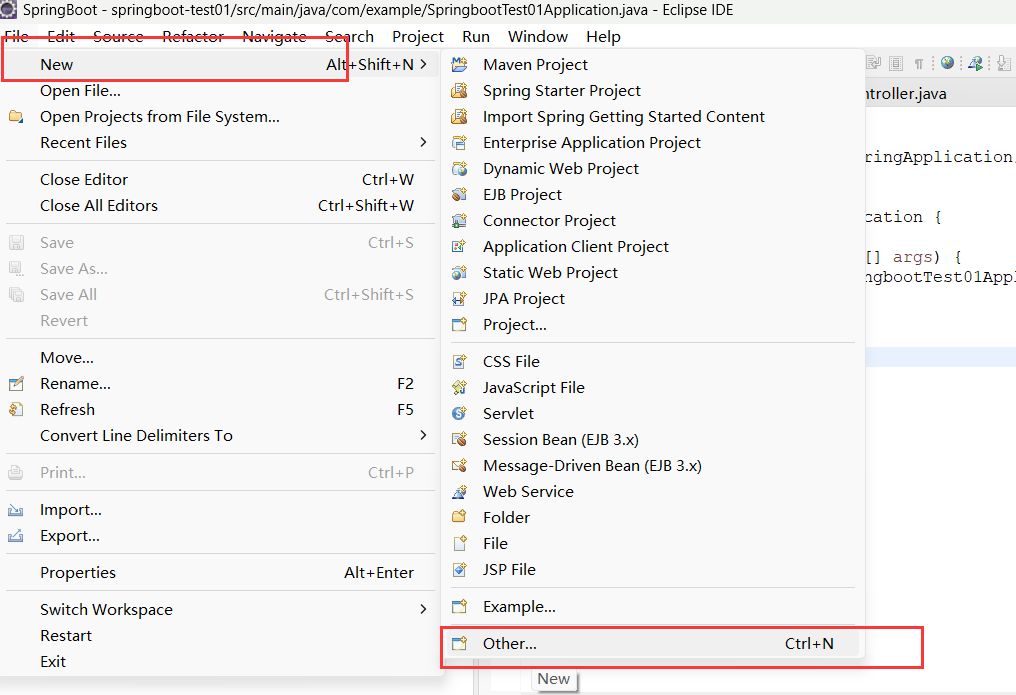 SpringBoot - springboot-test01/src/main/java/com/example/SpringbootTest01Application.java - Eclipse IDE
File Edit Source Refactor Navigate Search Project Run Window Help
New Alt+Shift+N
Open File...
Open Projects from File System...
Recent Files
Close Editor Ctrl+W
Close All Editors Ctrl+Shift+W
Save Ctrl+S
Save As...
Save All Ctrl+Shift+S
Revert
Move...
Rename... F2
Refresh F5
Convert Line Delimiters To
Print... Ctrl+P
Import...
Export...
Properties Alt+Enter
Switch Workspace
Restart
Exit
Maven Project
Spring Starter Project
Import Spring Getting Started Content
Enterprise Application Project
Dynamic Web Project
EJB Project
Connector Project
Application Client Project
Static Web Project
JPA Project
Project...
CSS File
JavaScript File
Servlet
Session Bean (EJB 3.x)
Message-Driven Bean (EJB 3.x)
Web Service
Folder
File
JSP File
Example...
Other... Ctrl+N
New
ntroller.java
ringApplication
cation {
[] args) {
ngbootTest01Appl